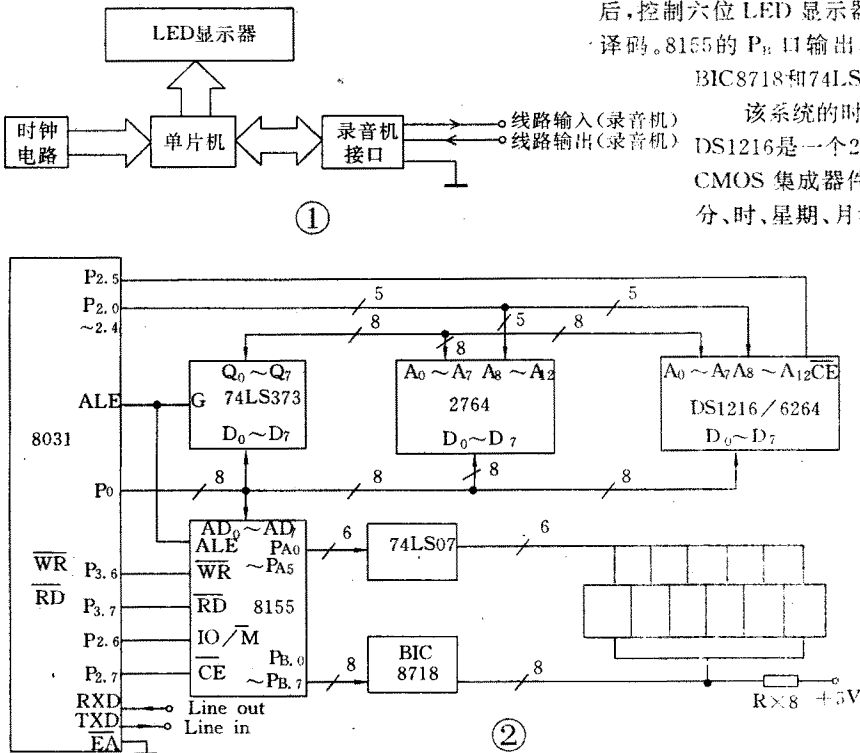 LED显示器
时钟
电路
单片机
录音机
接口
线路输入(录音机)
线路输出(录音机)
①
后,控制六位 LED 显示器
译码。8155的 PB 口输出
BIC8718和74LS
该系统的时
DS1216是一个2
CMOS 集成器件
分、时、星期、月
8031
P2.5
P2.0
~2.4
ALE
P0
WR P3.6
RD P3.7
P2.6
P2.7
RXD
TXD
EA
5 5
8 5 8
8
Q0~Q7
G 74LS373
D0~D7
A0~A7 A8~A12
2764
D0~D7
A0~A7 A8~A12 CE
DS1216/6264
D0~D7
8 8 8 8
AD0~AD7
ALE PA0
WR ~PA5
RD 8155
IO/M
CE PB.0
~PB.7
6 74LS07 6
8 BIC 8
8718
R×8 +5V
Line out
Line in
②